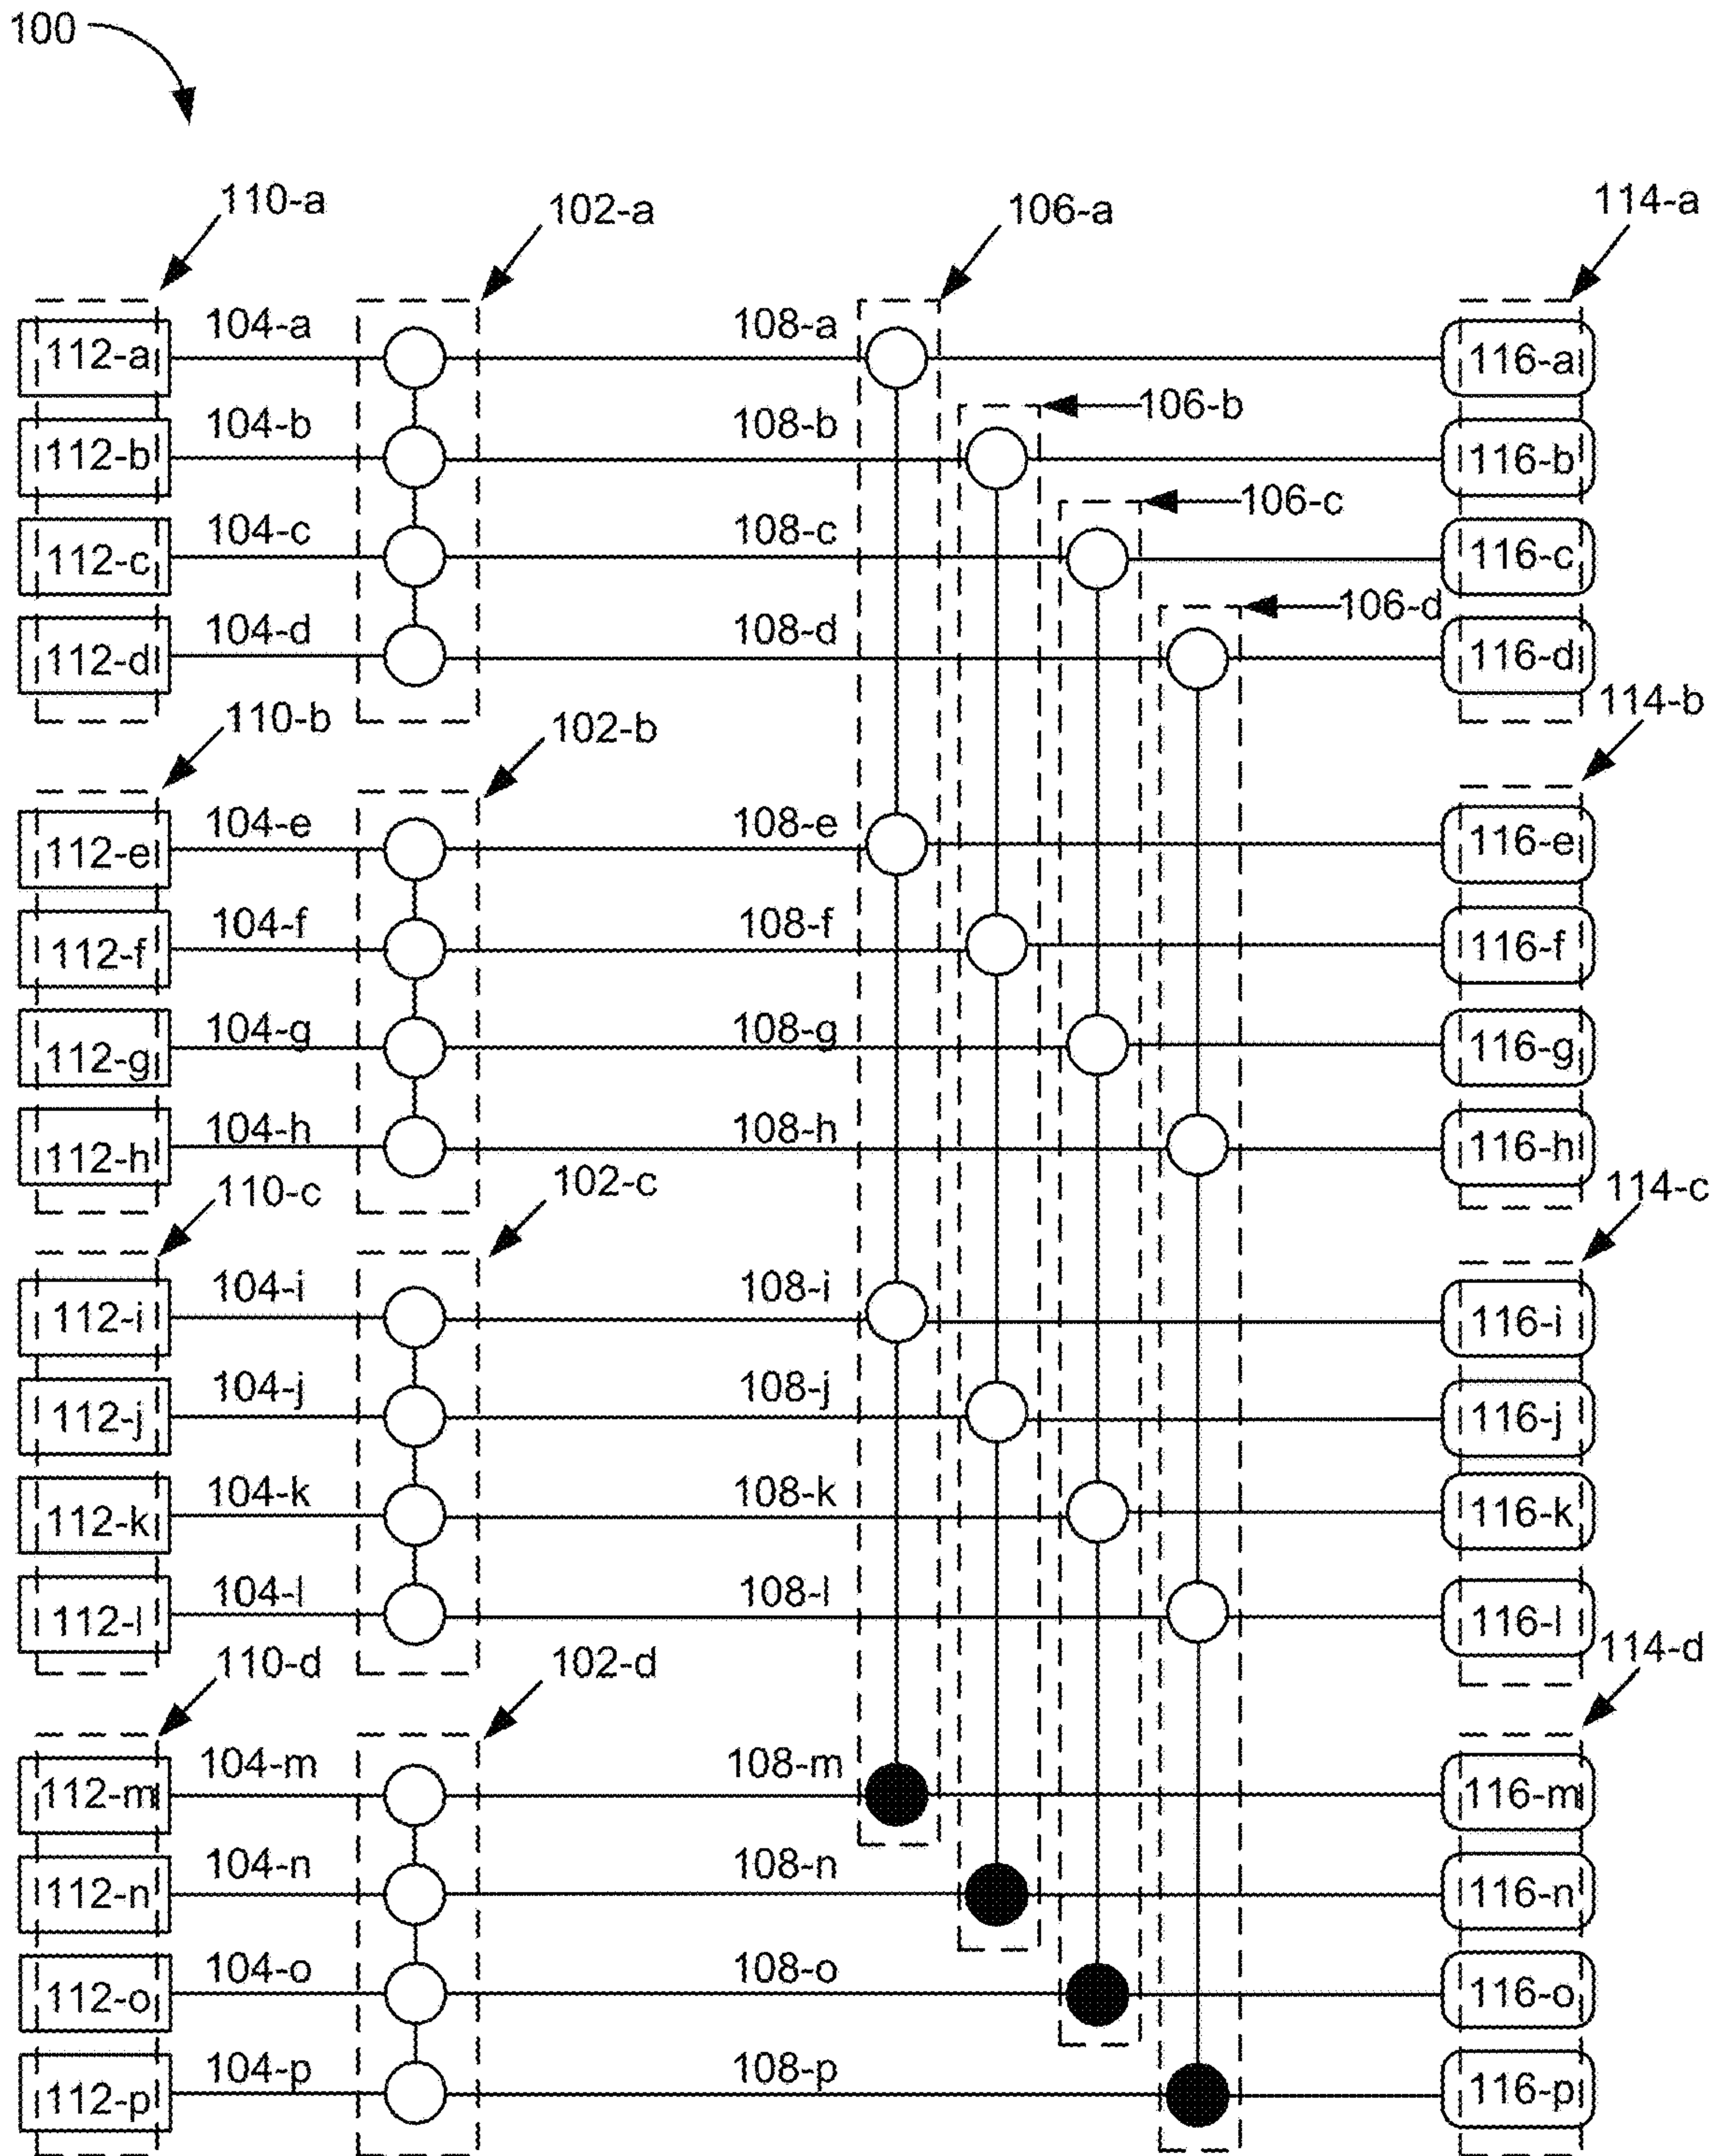 100
110-a 102-a 106-a 114-a
112-a 104-a 108-a 116-a
106-b
112-b 104-b 108-b 116-b
106-c
112-c 104-c 108-c 116-c
106-d
112-d 104-d 108-d 116-d
110-b 102-b 114-b
112-e 104-e 108-e 116-e
112-f 104-f 108-f 116-f
112-g 104-g 108-g 116-g
112-h 104-h 108-h 116-h
110-c 102-c 114-c
112-i 104-i 108-i 116-i
112-j 104-j 108-j 116-j
112-k 104-k 108-k 116-k
112-l 104-l 108-l 116-l
110-d 102-d 114-d
112-m 104-m 108-m 116-m
112-n 104-n 108-n 116-n
112-o 104-o 108-o 116-o
112-p 104-p 108-p 116-p